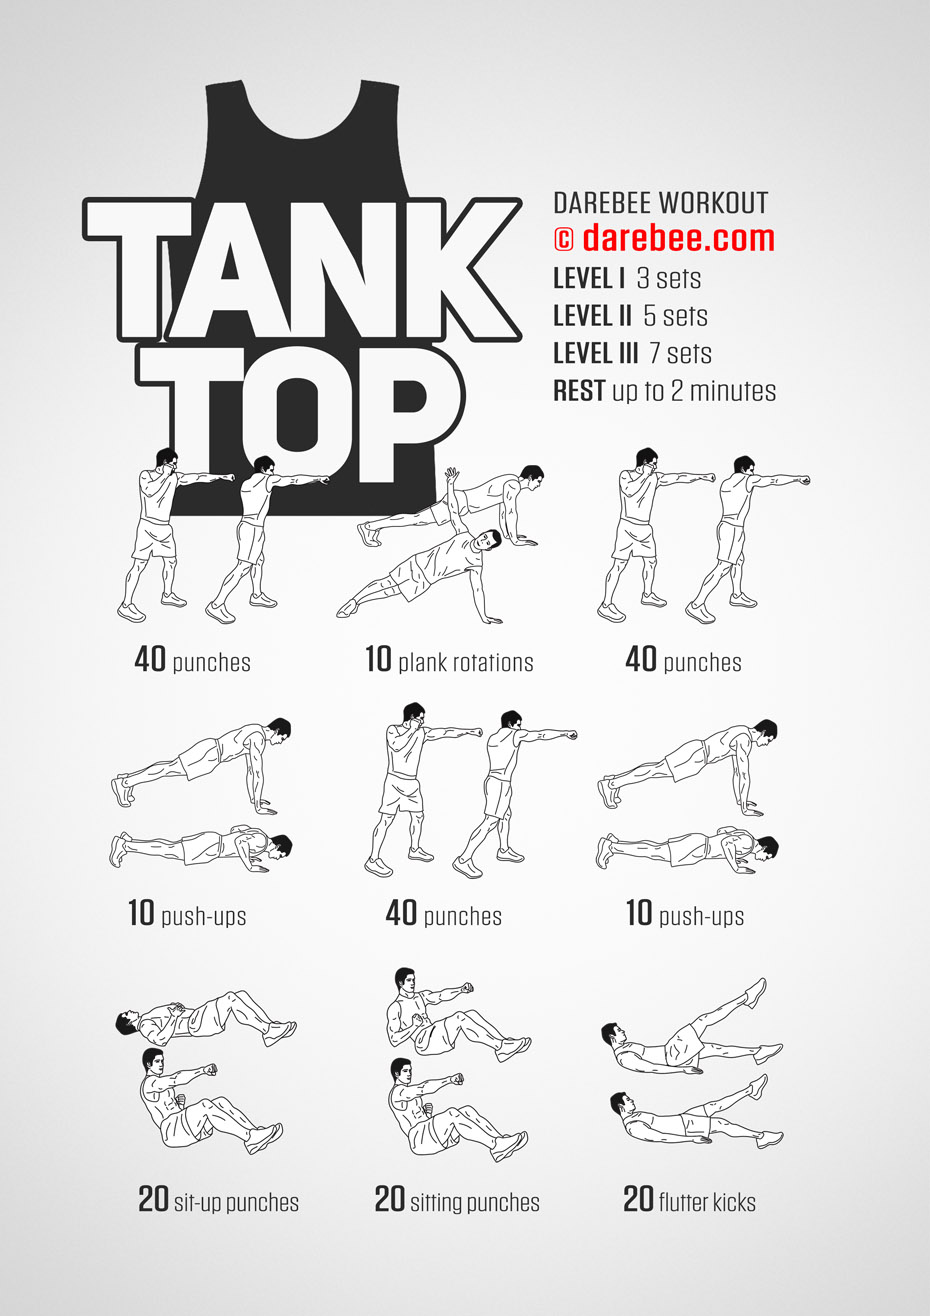 TANK
TOP
DAREBEE WORKOUT
© darebee.com
LEVEL I 3 sets
LEVEL II 5 sets
LEVEL III 7 sets
REST up to 2 minutes
40 punches
10 plank rotations
40 punches
10 push-ups
40 punches
10 push-ups
20 sit-up punches
20 sitting punches
20 flutter kicks